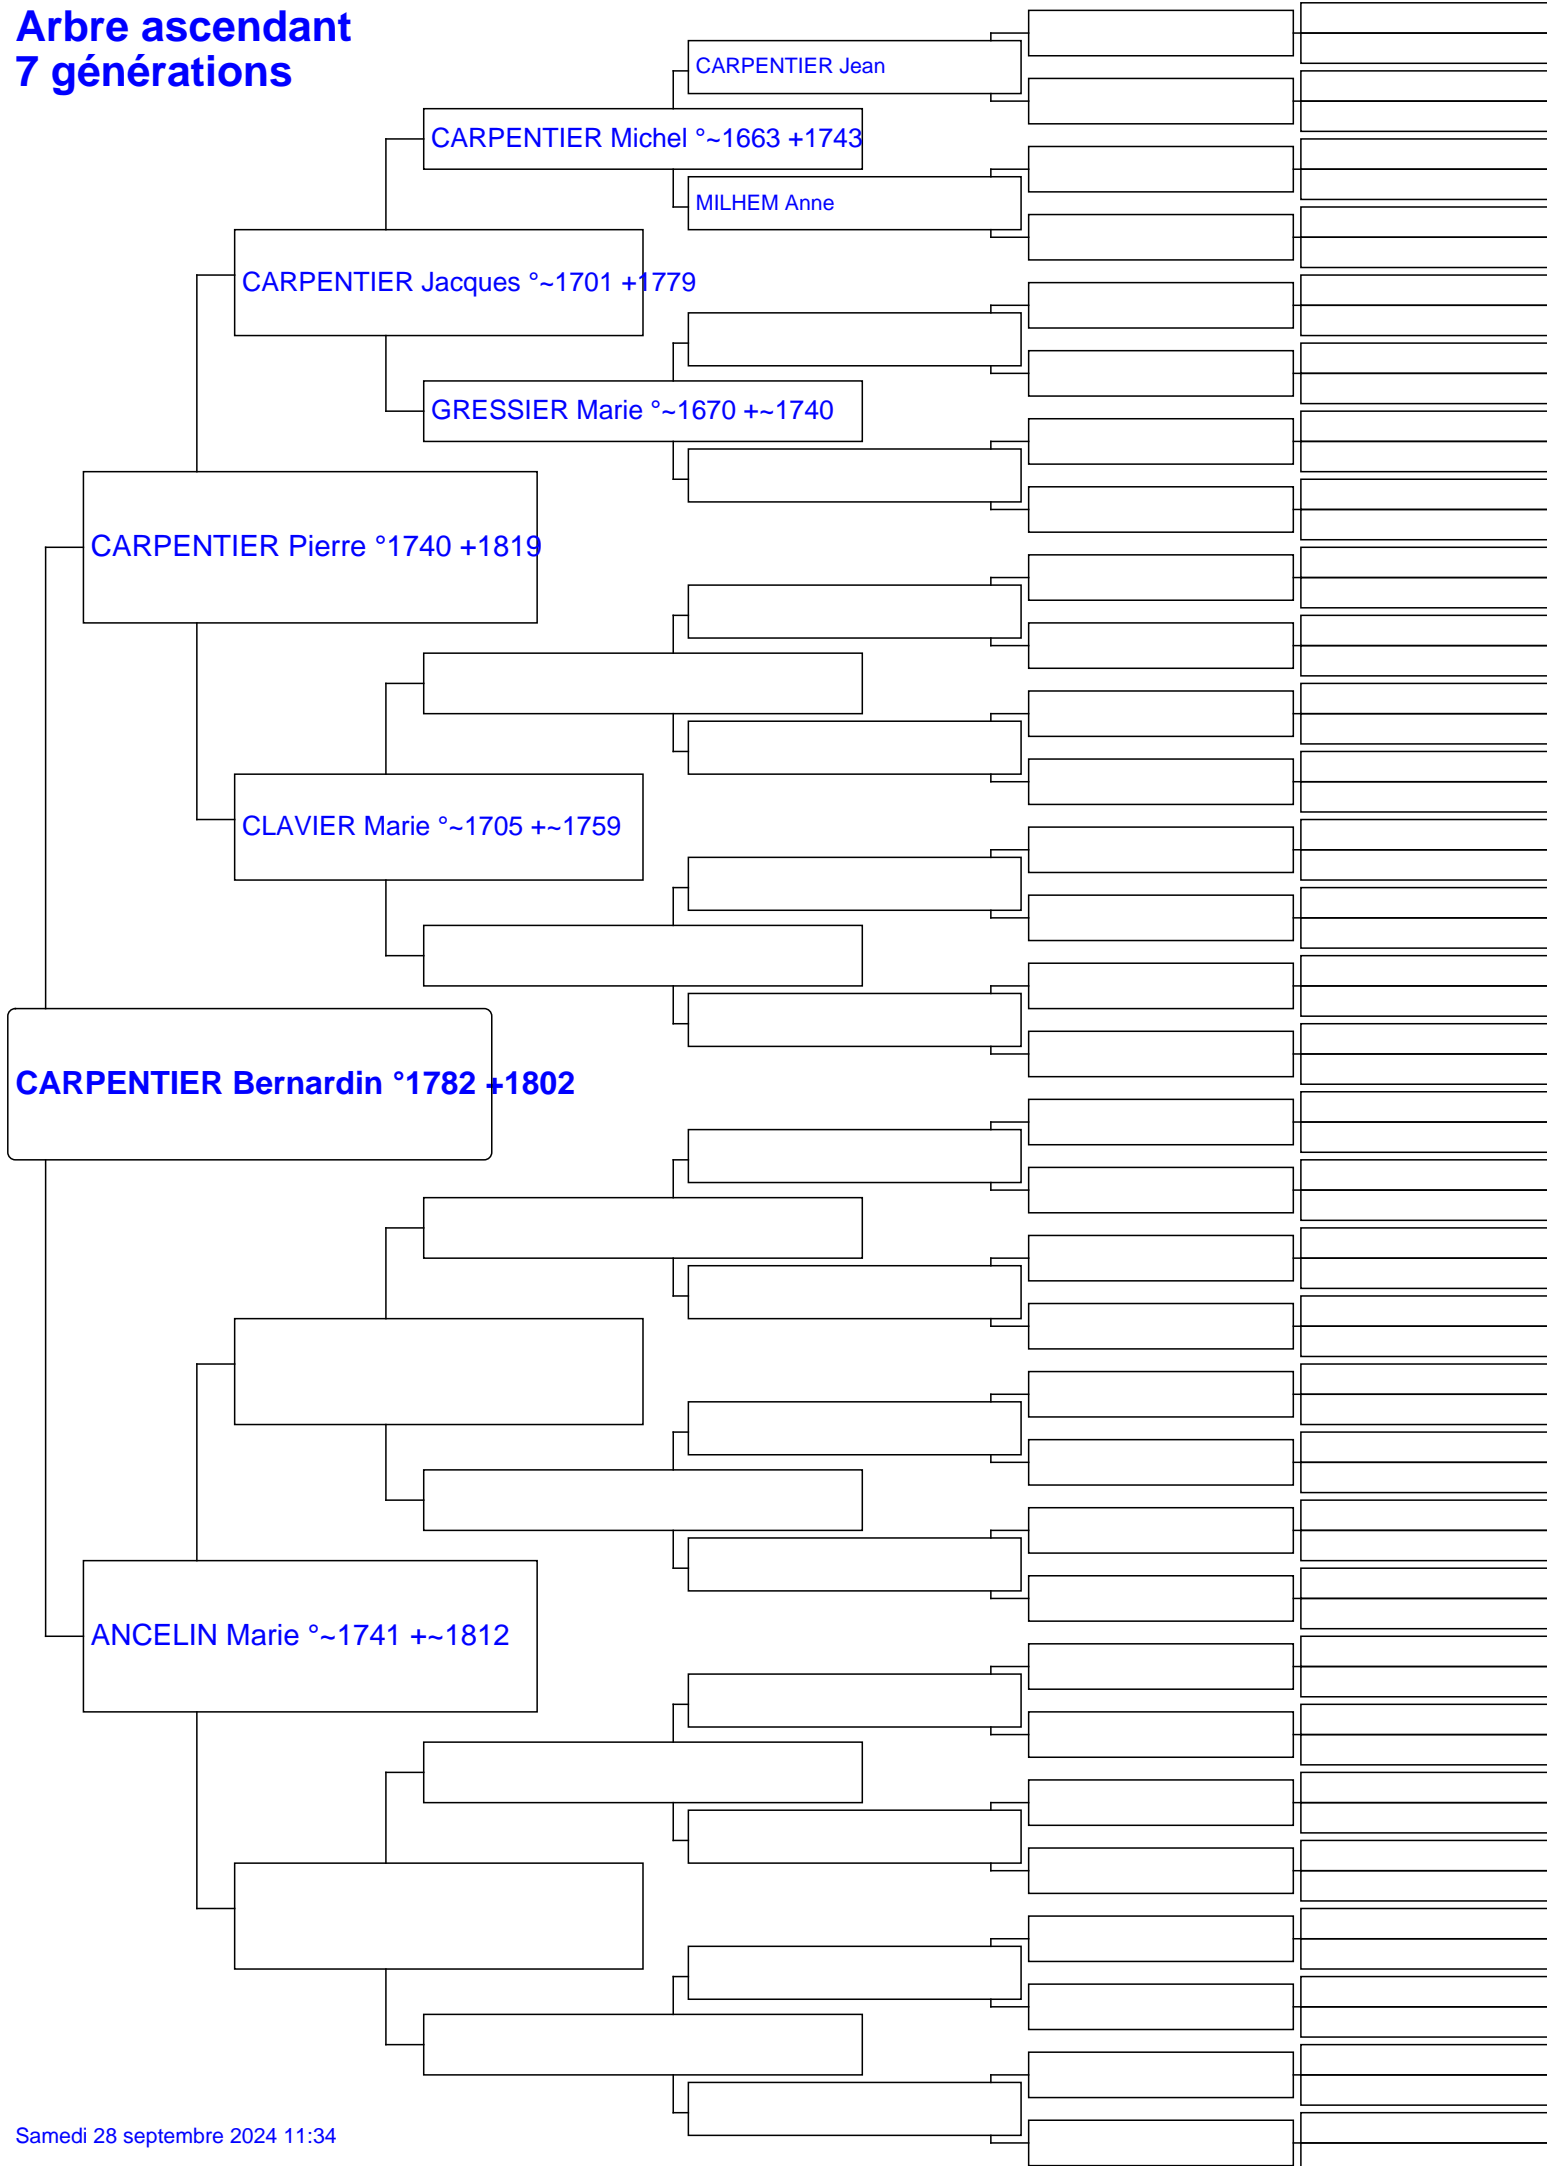 Arbre ascendant
7 générations
CARPENTIER Jean
CARPENTIER Michel °~1663 +1743
MILHEM Anne
CARPENTIER Jacques °~1701 +1779
GRESSIER Marie °~1670 +~1740
CARPENTIER Pierre °1740 +1819
CLAVIER Marie °~1705 +~1759
CARPENTIER Bernardin °1782 +1802
ANCELIN Marie °~1741 +~1812
Samedi 28 septembre 2024 11:34